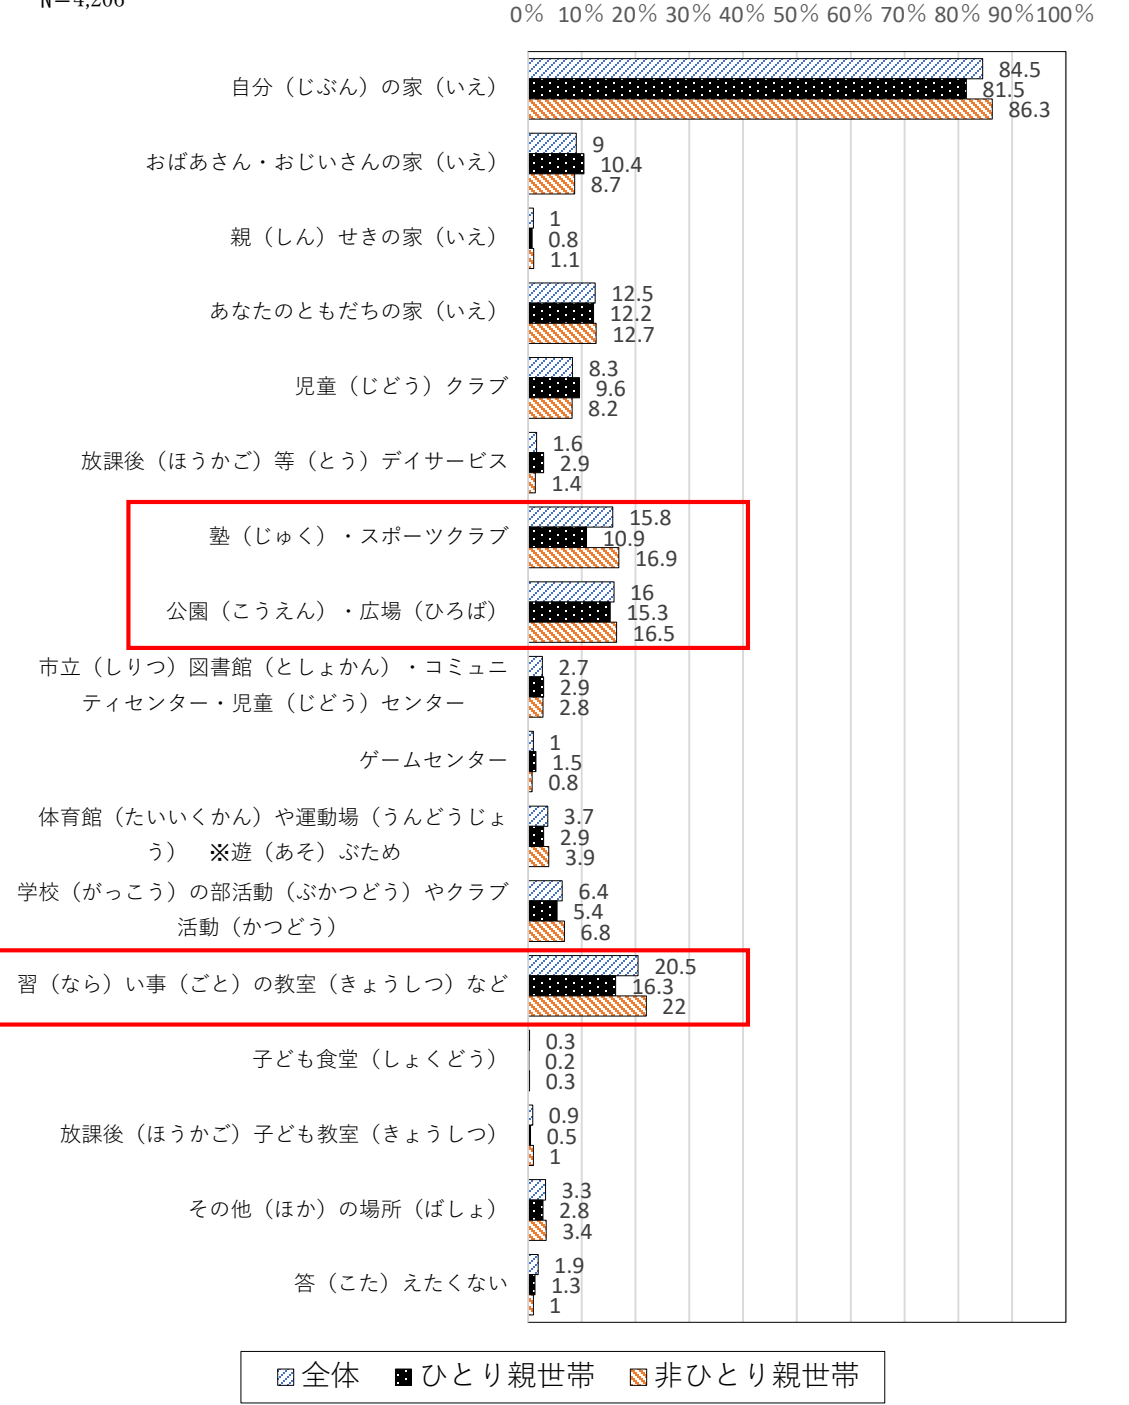 N＝4,206
0% 10% 20% 30% 40% 50% 60% 70% 80% 90% 100%
自分（じぶん）の家（いえ）
84.5
81.5
86.3
おばあさん・おじいさんの家（いえ）
9
10.4
8.7
親（しん）せきの家（いえ）
1
0.8
1.1
あなたのともだちの家（いえ）
12.5
12.2
12.7
児童（じどう）クラブ
8.3
9.6
8.2
放課後（ほうかご）等（とう）デイサービス
1.6
2.9
1.4
塾（じゅく）・スポーツクラブ
15.8
10.9
16.9
公園（こうえん）・広場（ひろば）
16
15.3
16.5
市立（しりつ）図書館（としょかん）・コミュニ
ティセンター・児童（じどう）センター
2.7
2.9
2.8
ゲームセンター
1
1.5
0.8
体育館（たいいくかん）や運動場（うんどうじょ
う）　※遊（あそ）ぶため
3.7
2.9
3.9
学校（がっこう）の部活動（ぶかつどう）やクラブ
活動（かつどう）
6.4
5.4
6.8
習（なら）い事（ごと）の教室（きょうしつ）など
20.5
16.3
22
子ども食堂（しょくどう）
0.3
0.2
0.3
放課後（ほうかご）子ども教室（きょうしつ）
0.9
0.5
1
その他（ほか）の場所（ばしょ）
3.3
2.8
3.4
答（こた）えたくない
1.9
1.3
1
全体 ひとり親世帯 非ひとり親世帯